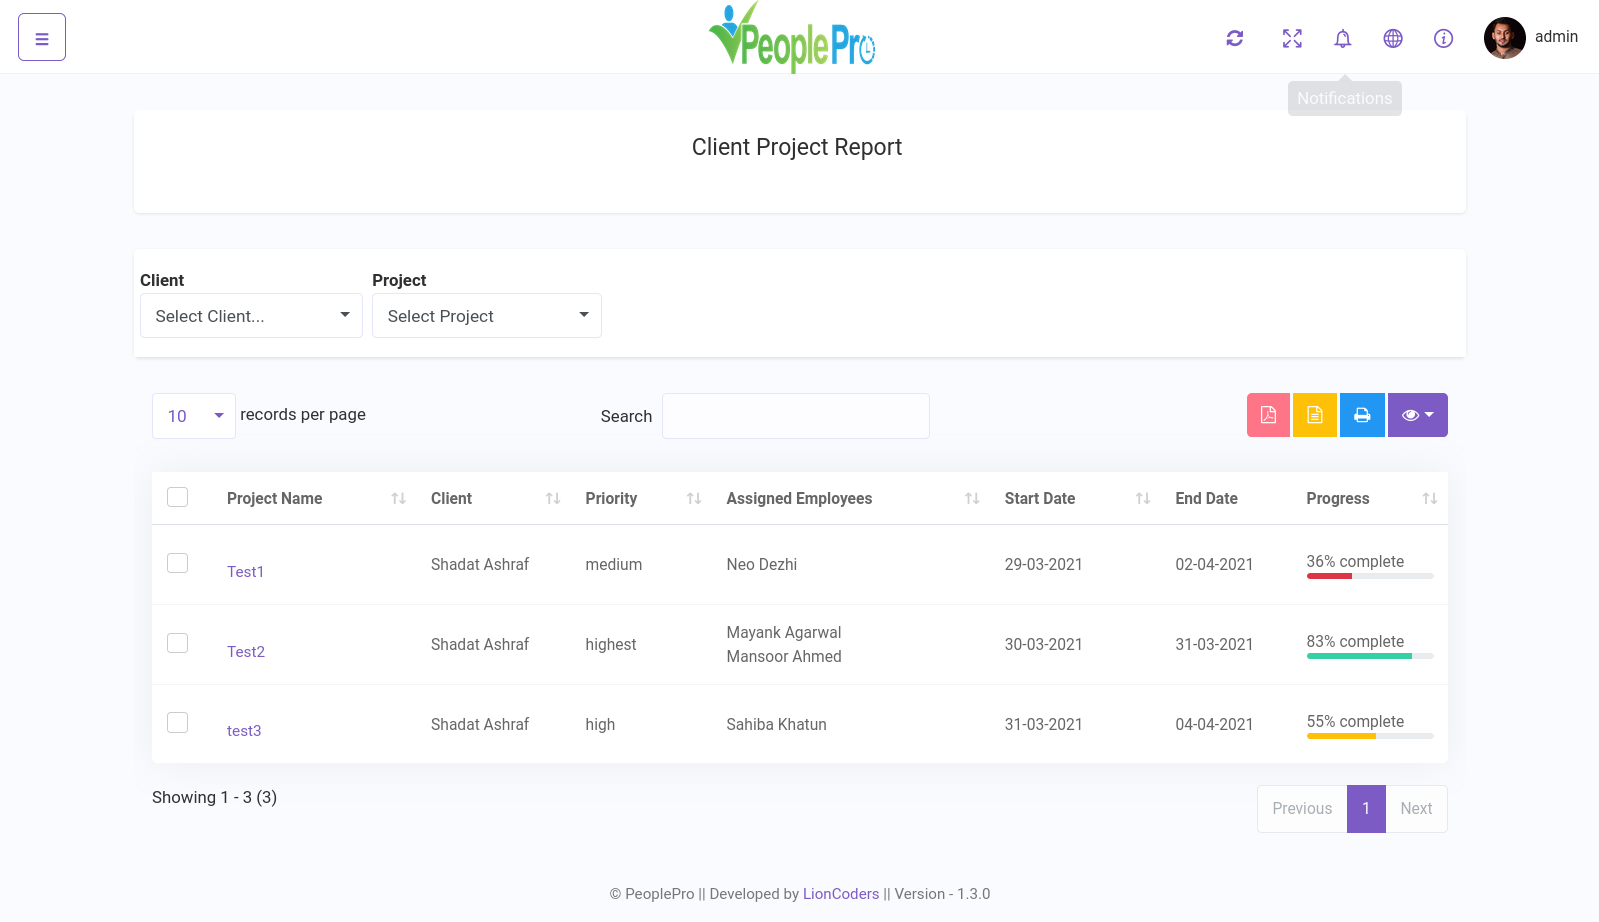 PeoplePro
admin
Notifications
Client Project Report
Client Project
Select Client... Select Project
10 records per page Search
Project Name Client Priority Assigned Employees Start Date End Date Progress
Test1 Shadat Ashraf medium Neo Dezhi 29-03-2021 02-04-2021 36% complete
Test2 Shadat Ashraf highest Mayank Agarwal Mansoor Ahmed 30-03-2021 31-03-2021 83% complete
test3 Shadat Ashraf high Sahiba Khatun 31-03-2021 04-04-2021 55% complete
Showing 1 - 3 (3) Previous 1 Next
© PeoplePro || Developed by LionCoders || Version - 1.3.0